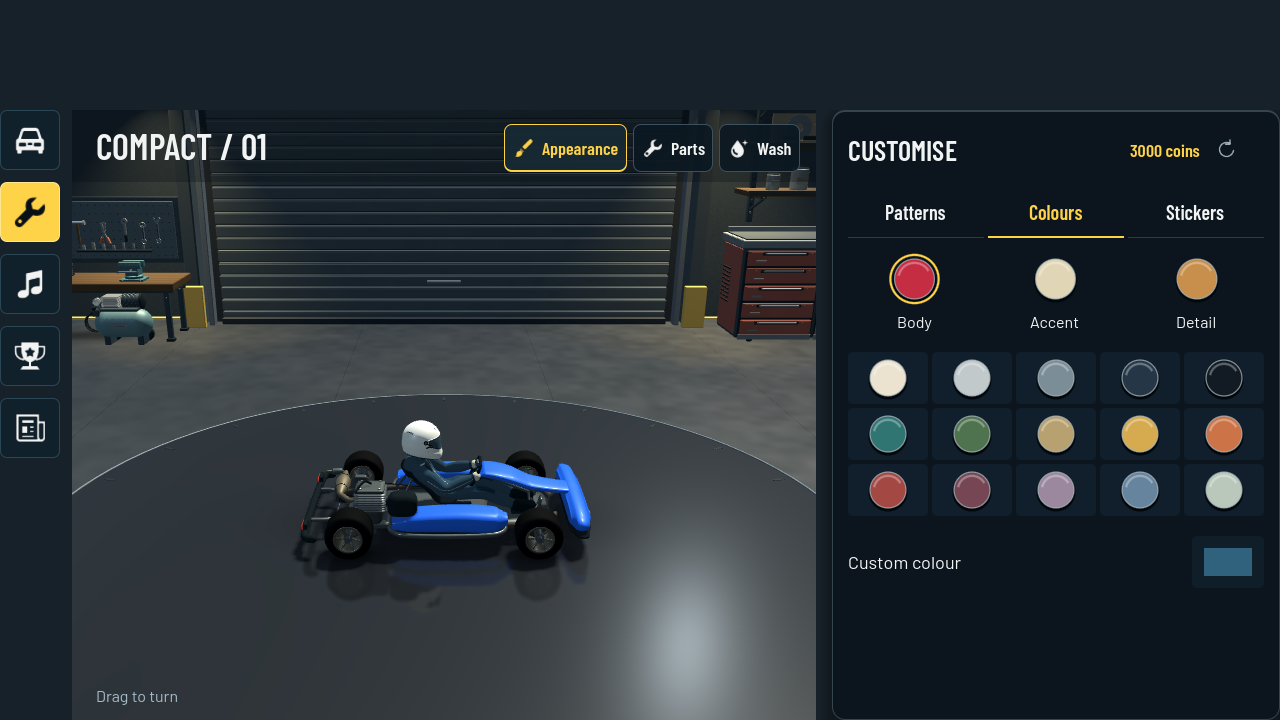 COMPACT / 01
Appearance
Parts
Wash
CUSTOMISE
3000 coins
Patterns
Colours
Stickers
Body
Accent
Detail
Custom colour
Drag to turn